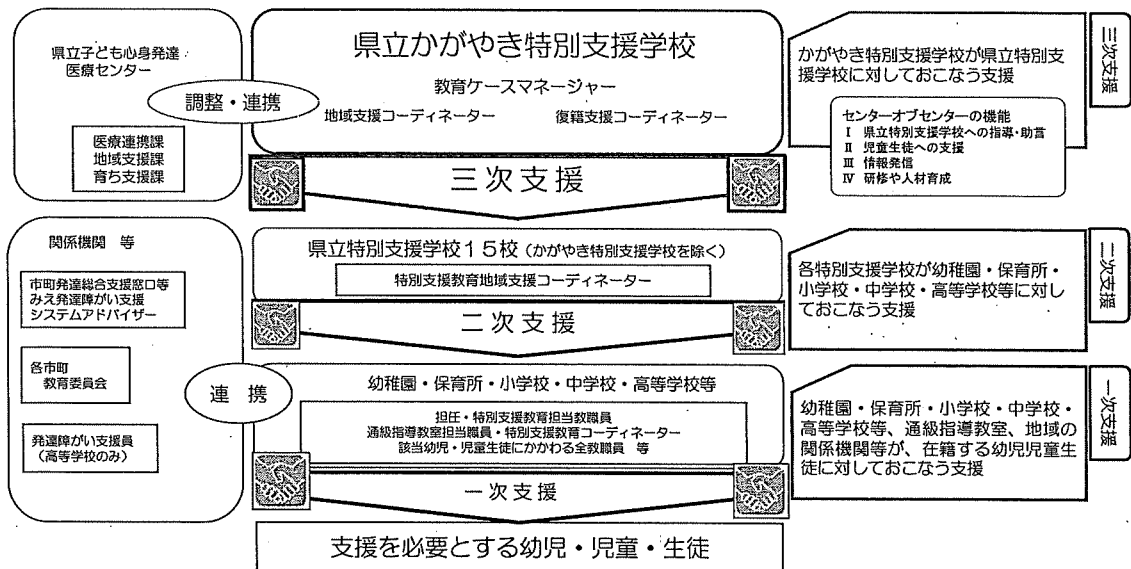 県立子ども心身発達
医療センター
調整・連携
医療連携課
地域支援課
育ち支援課
県立かがやき特別支援学校
教育ケースマネージャー
地域支援コーディネーター　復籍支援コーディネーター
三次支援
かがやき特別支援学校が県立特別支
援学校に対しておこなう支援
センターオブセンターの機能
Ⅰ 県立特別支援学校への指導・助言
Ⅱ 児童生徒への支援
Ⅲ 情報発信
Ⅳ 研修や人材育成
三次支援
関係機関 等
市町発達総合支援窓口等
みえ発達障がい支援
システムアドバイザー
各市町
教育委員会
発達障がい支援員
（高等学校のみ）
連 携
県立特別支援学校１５校（かがやき特別支援学校を除く）
特別支援教育地域支援コーディネーター
二次支援
各特別支援学校が幼稚園・保育所・
小学校・中学校・高等学校等に対し
ておこなう支援
二次支援
幼稚園・保育所・小学校・中学校・高等学校等
担任・特別支援教育担当教職員
通級指導教室担当職員・特別支援教育コーディネーター
該当幼児・児童生徒にかかわる全教職員 等
一次支援
幼稚園・保育所・小学校・中学校・
高等学校等、通級指導教室、地域の
関係機関等が、在籍する幼児児童生
徒に対しておこなう支援
一次支援
支援を必要とする幼児・児童・生徒